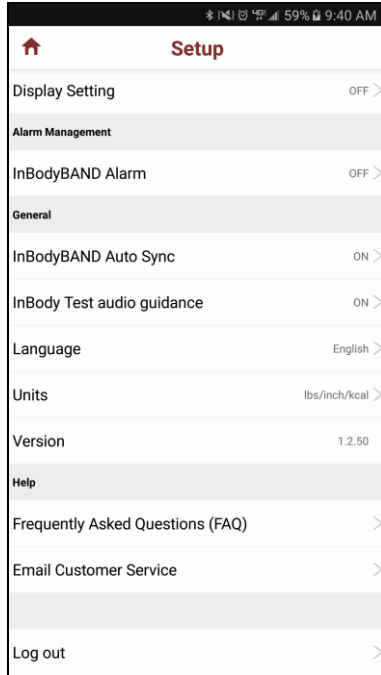 59% 9:40 AM
Setup
Display Setting OFF
Alarm Management
InBodyBAND Alarm OFF
General
InBodyBAND Auto Sync ON
InBody Test audio guidance ON
Language English
Units lbs/inch/kcal
Version 1.2.50
Help
Frequently Asked Questions (FAQ)
Email Customer Service
Log out